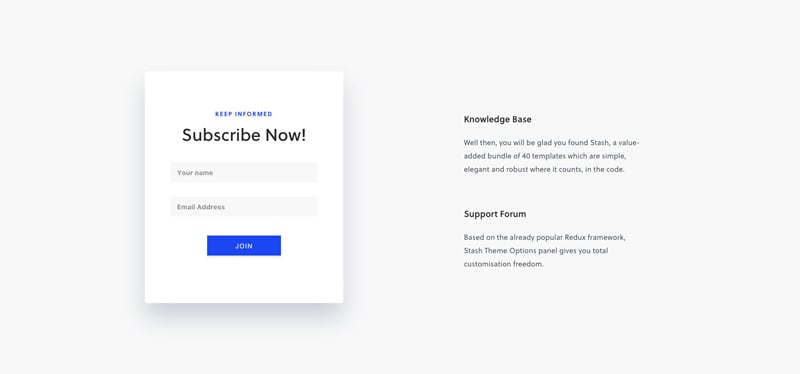 KEEP INFORMED
Subscribe Now!
Your name
Email Address
JOIN
Knowledge Base
Well then, you will be glad you found Stash, a value-
added bundle of 40 templates which are simple,
elegant and robust where it counts, in the code.
Support Forum
Based on the already popular Redux framework,
Stash Theme Options panel gives you total
customisation freedom.